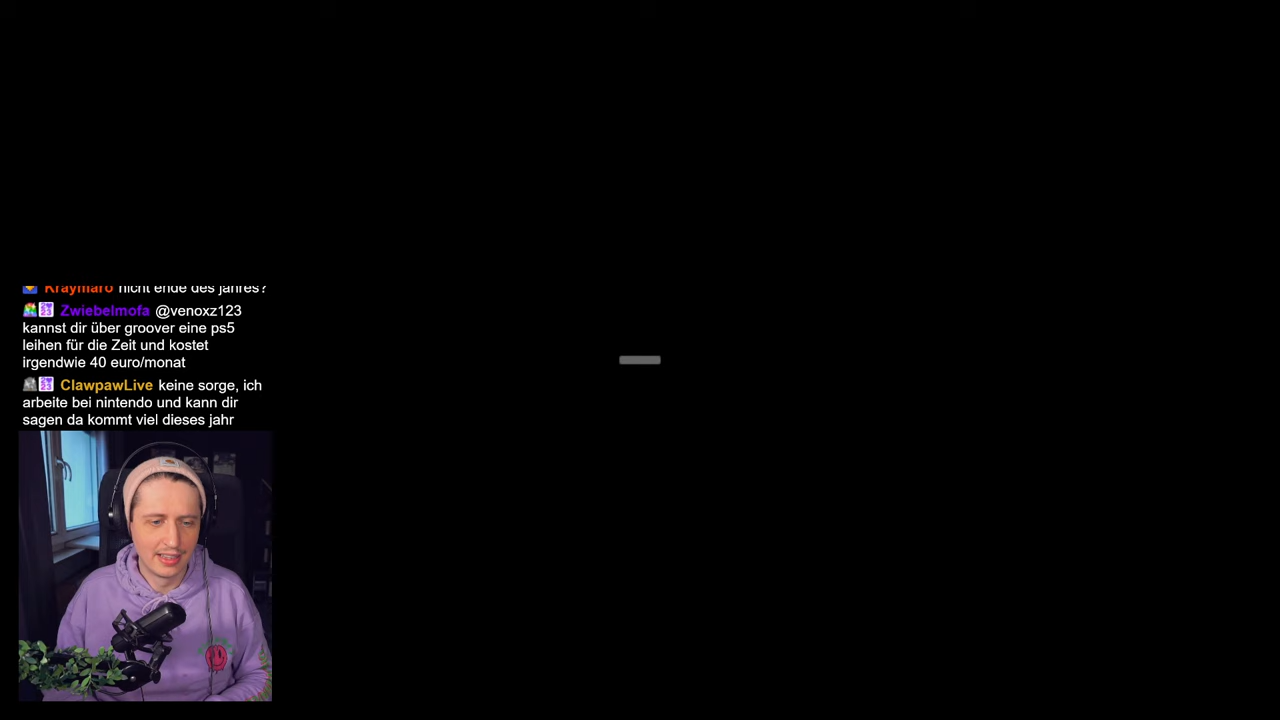 Kraymaro nicht ende des jahres?
Zwiebelmofa @venoxz123
kannst dir über groover eine ps5
leihen für die Zeit und kostet
irgendwie 40 euro/monat
ClawpawLive keine sorge, ich
arbeite bei nintendo und kann dir
sagen da kommt viel dieses jahr